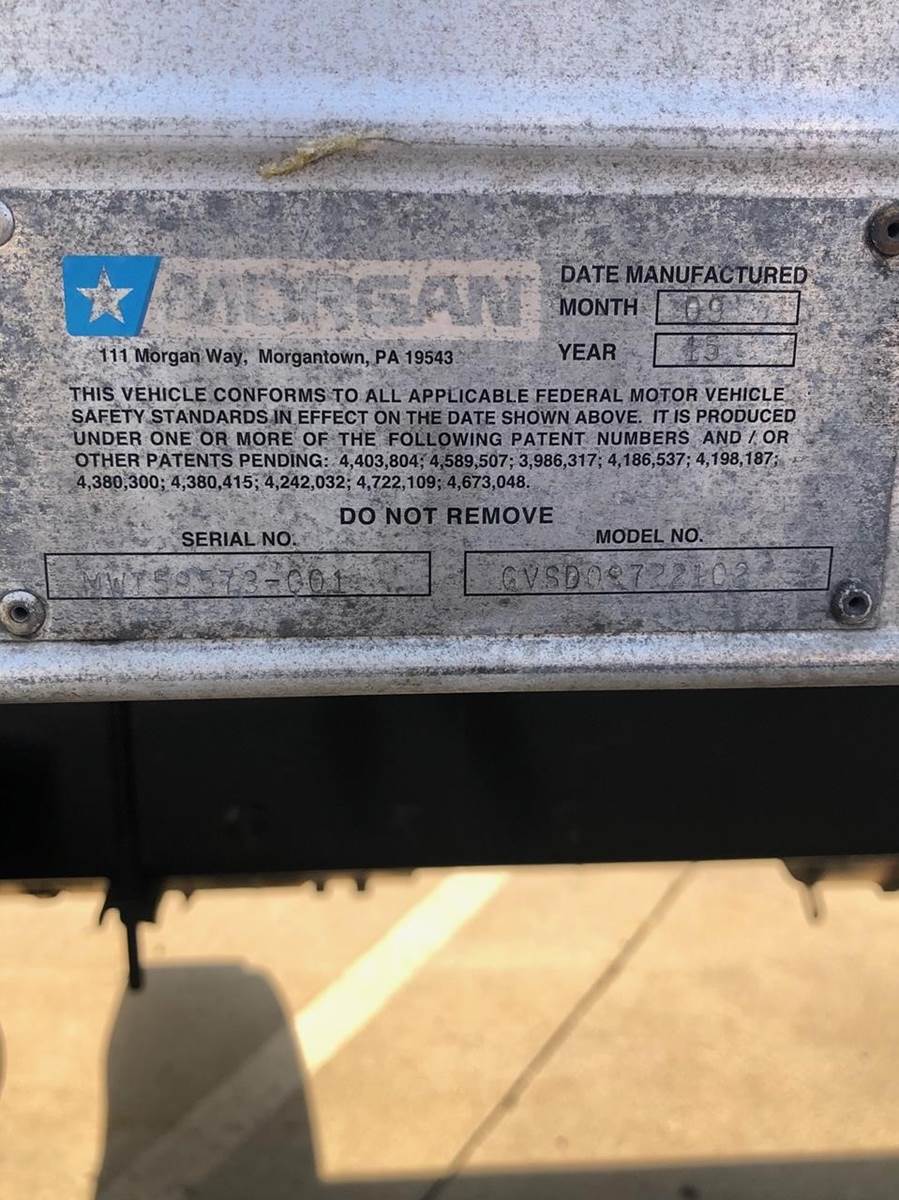 MORGAN
DATE MANUFACTURED
MONTH 09
111 Morgan Way, Morgantown, PA 19543
YEAR 15
THIS VEHICLE CONFORMS TO ALL APPLICABLE FEDERAL MOTOR VEHICLE
SAFETY STANDARDS IN EFFECT ON THE DATE SHOWN ABOVE. IT IS PRODUCED
UNDER ONE OR MORE OF THE FOLLOWING PATENT NUMBERS AND / OR
OTHER PATENTS PENDING: 4,403,804; 4,589,507; 3,986,317; 4,186,537; 4,198,187;
4,380,300; 4,380,415; 4,242,032; 4,722,109; 4,673,048.
DO NOT REMOVE
SERIAL NO.
MODEL NO.